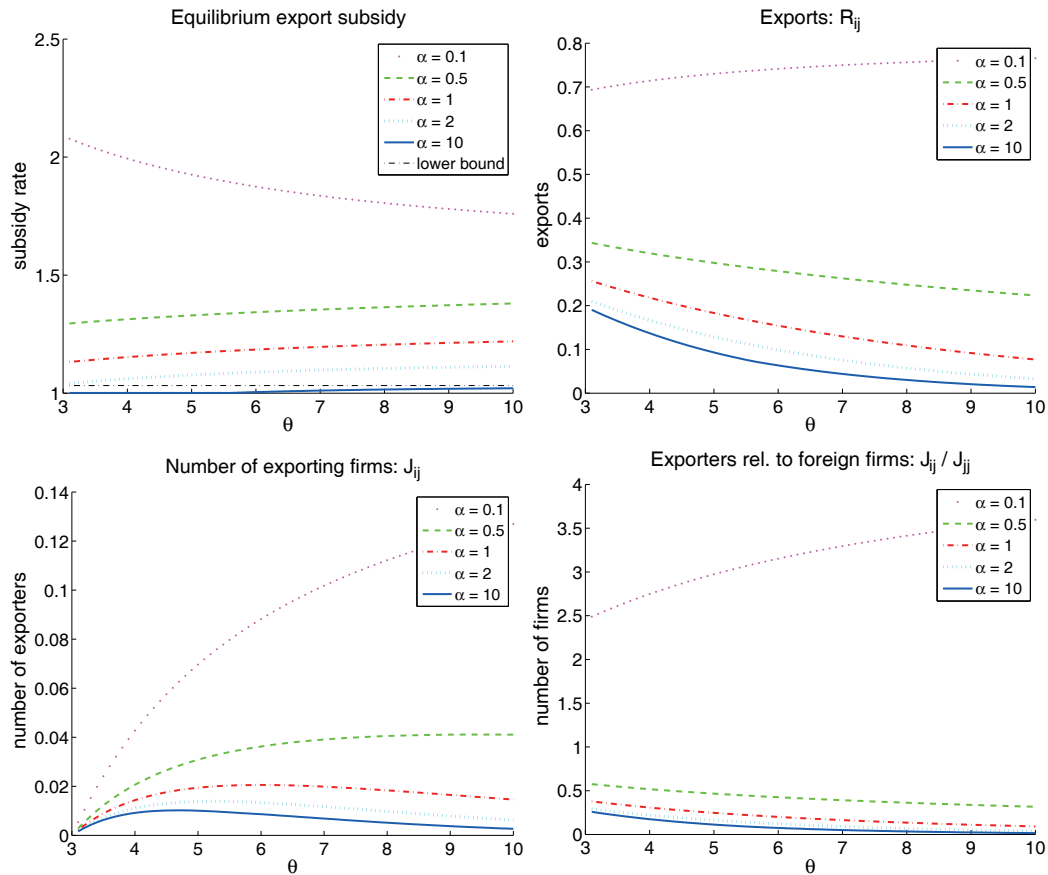 Equilibrium export subsidy
2.5
2
1.5
1
subsidy rate
3 4 5 6 7 8 9 10
θ
α = 0.1
α = 0.5
α = 1
α = 2
α = 10
lower bound
Exports: R_ij
0.8
0.7
0.6
0.5
0.4
0.3
0.2
0.1
0
exports
3 4 5 6 7 8 9 10
θ
α = 0.1
α = 0.5
α = 1
α = 2
α = 10
Number of exporting firms: J_ij
0.14
0.12
0.1
0.08
0.06
0.04
0.02
0
number of exporters
3 4 5 6 7 8 9 10
θ
α = 0.1
α = 0.5
α = 1
α = 2
α = 10
Exporters rel. to foreign firms: J_ij / J_jj
4
3.5
3
2.5
2
1.5
1
0.5
0
number of firms
3 4 5 6 7 8 9 10
θ
α = 0.1
α = 0.5
α = 1
α = 2
α = 10